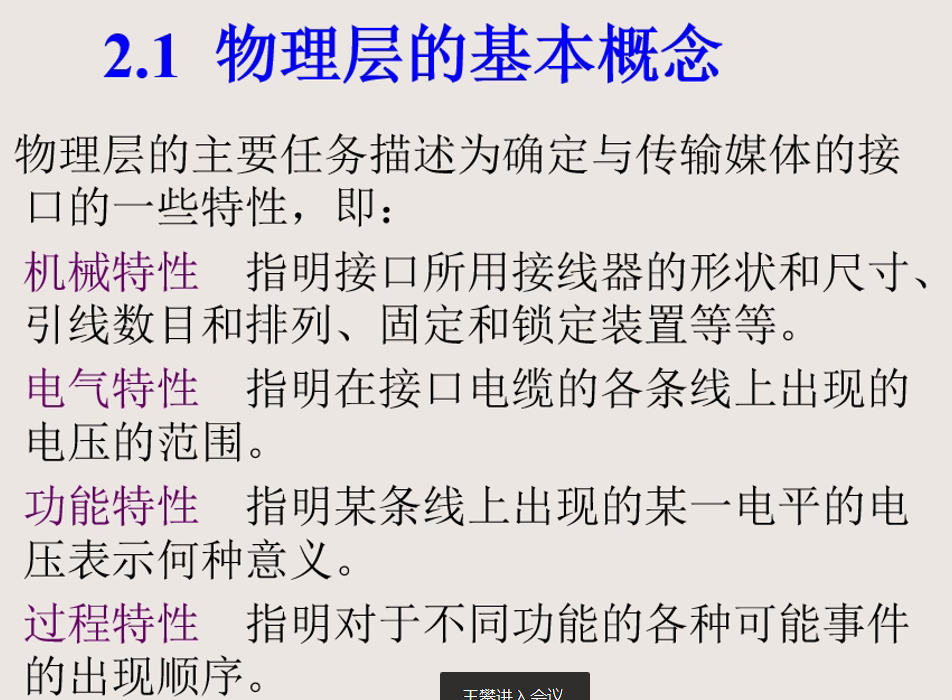 2.1 物理层的基本概念
物理层的主要任务描述为确定与传输媒体的接
口的一些特性，即：
机械特性 指明接口所用接线器的形状和尺寸、
引线数目和排列、固定和锁定装置等等。
电气特性 指明在接口电缆的各条线上出现的
电压的范围。
功能特性 指明某条线上出现的某一电平的电
压表示何种意义。
过程特性 指明对于不同功能的各种可能事件
的出现顺序。
王攀进入会议